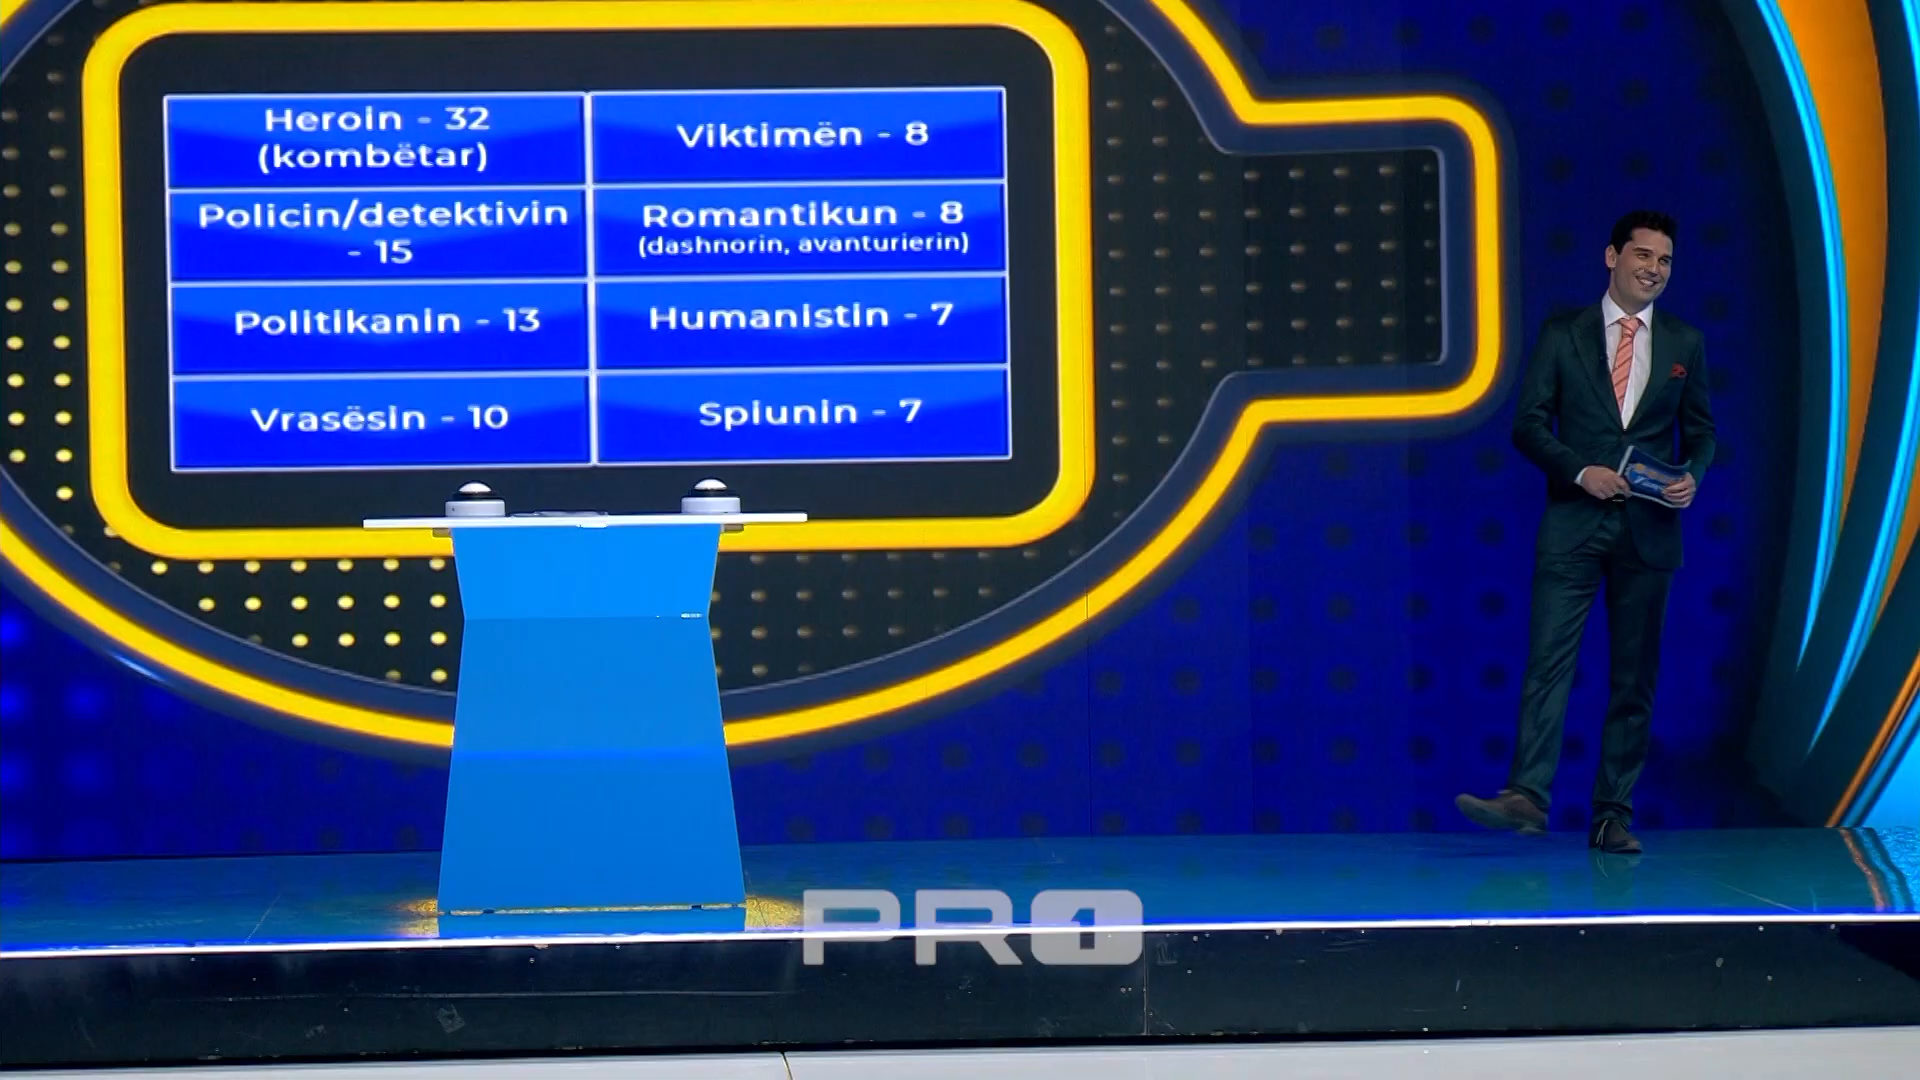 Heroin - 32
(kombëtar)
Policin/detektivin
- 15
Politikanin - 13
Vrasësin - 10
Viktimën - 8
Romantikun - 8
(dashnorin, avanturierin)
Humanistin - 7
Spiunin - 7
PRO1